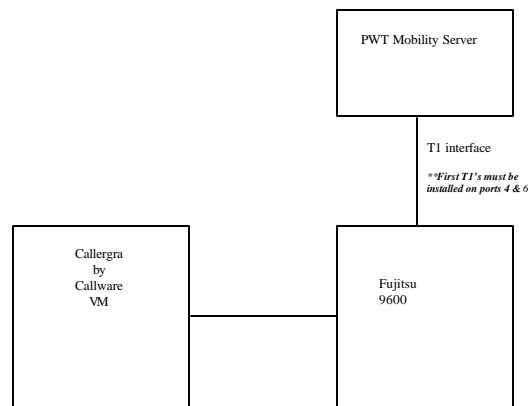 PWT Mobility Server
T1 interface
**First T1's must be
installed on ports 4 & 6
Callergra
by
Callware
VM
Fujitsu
9600